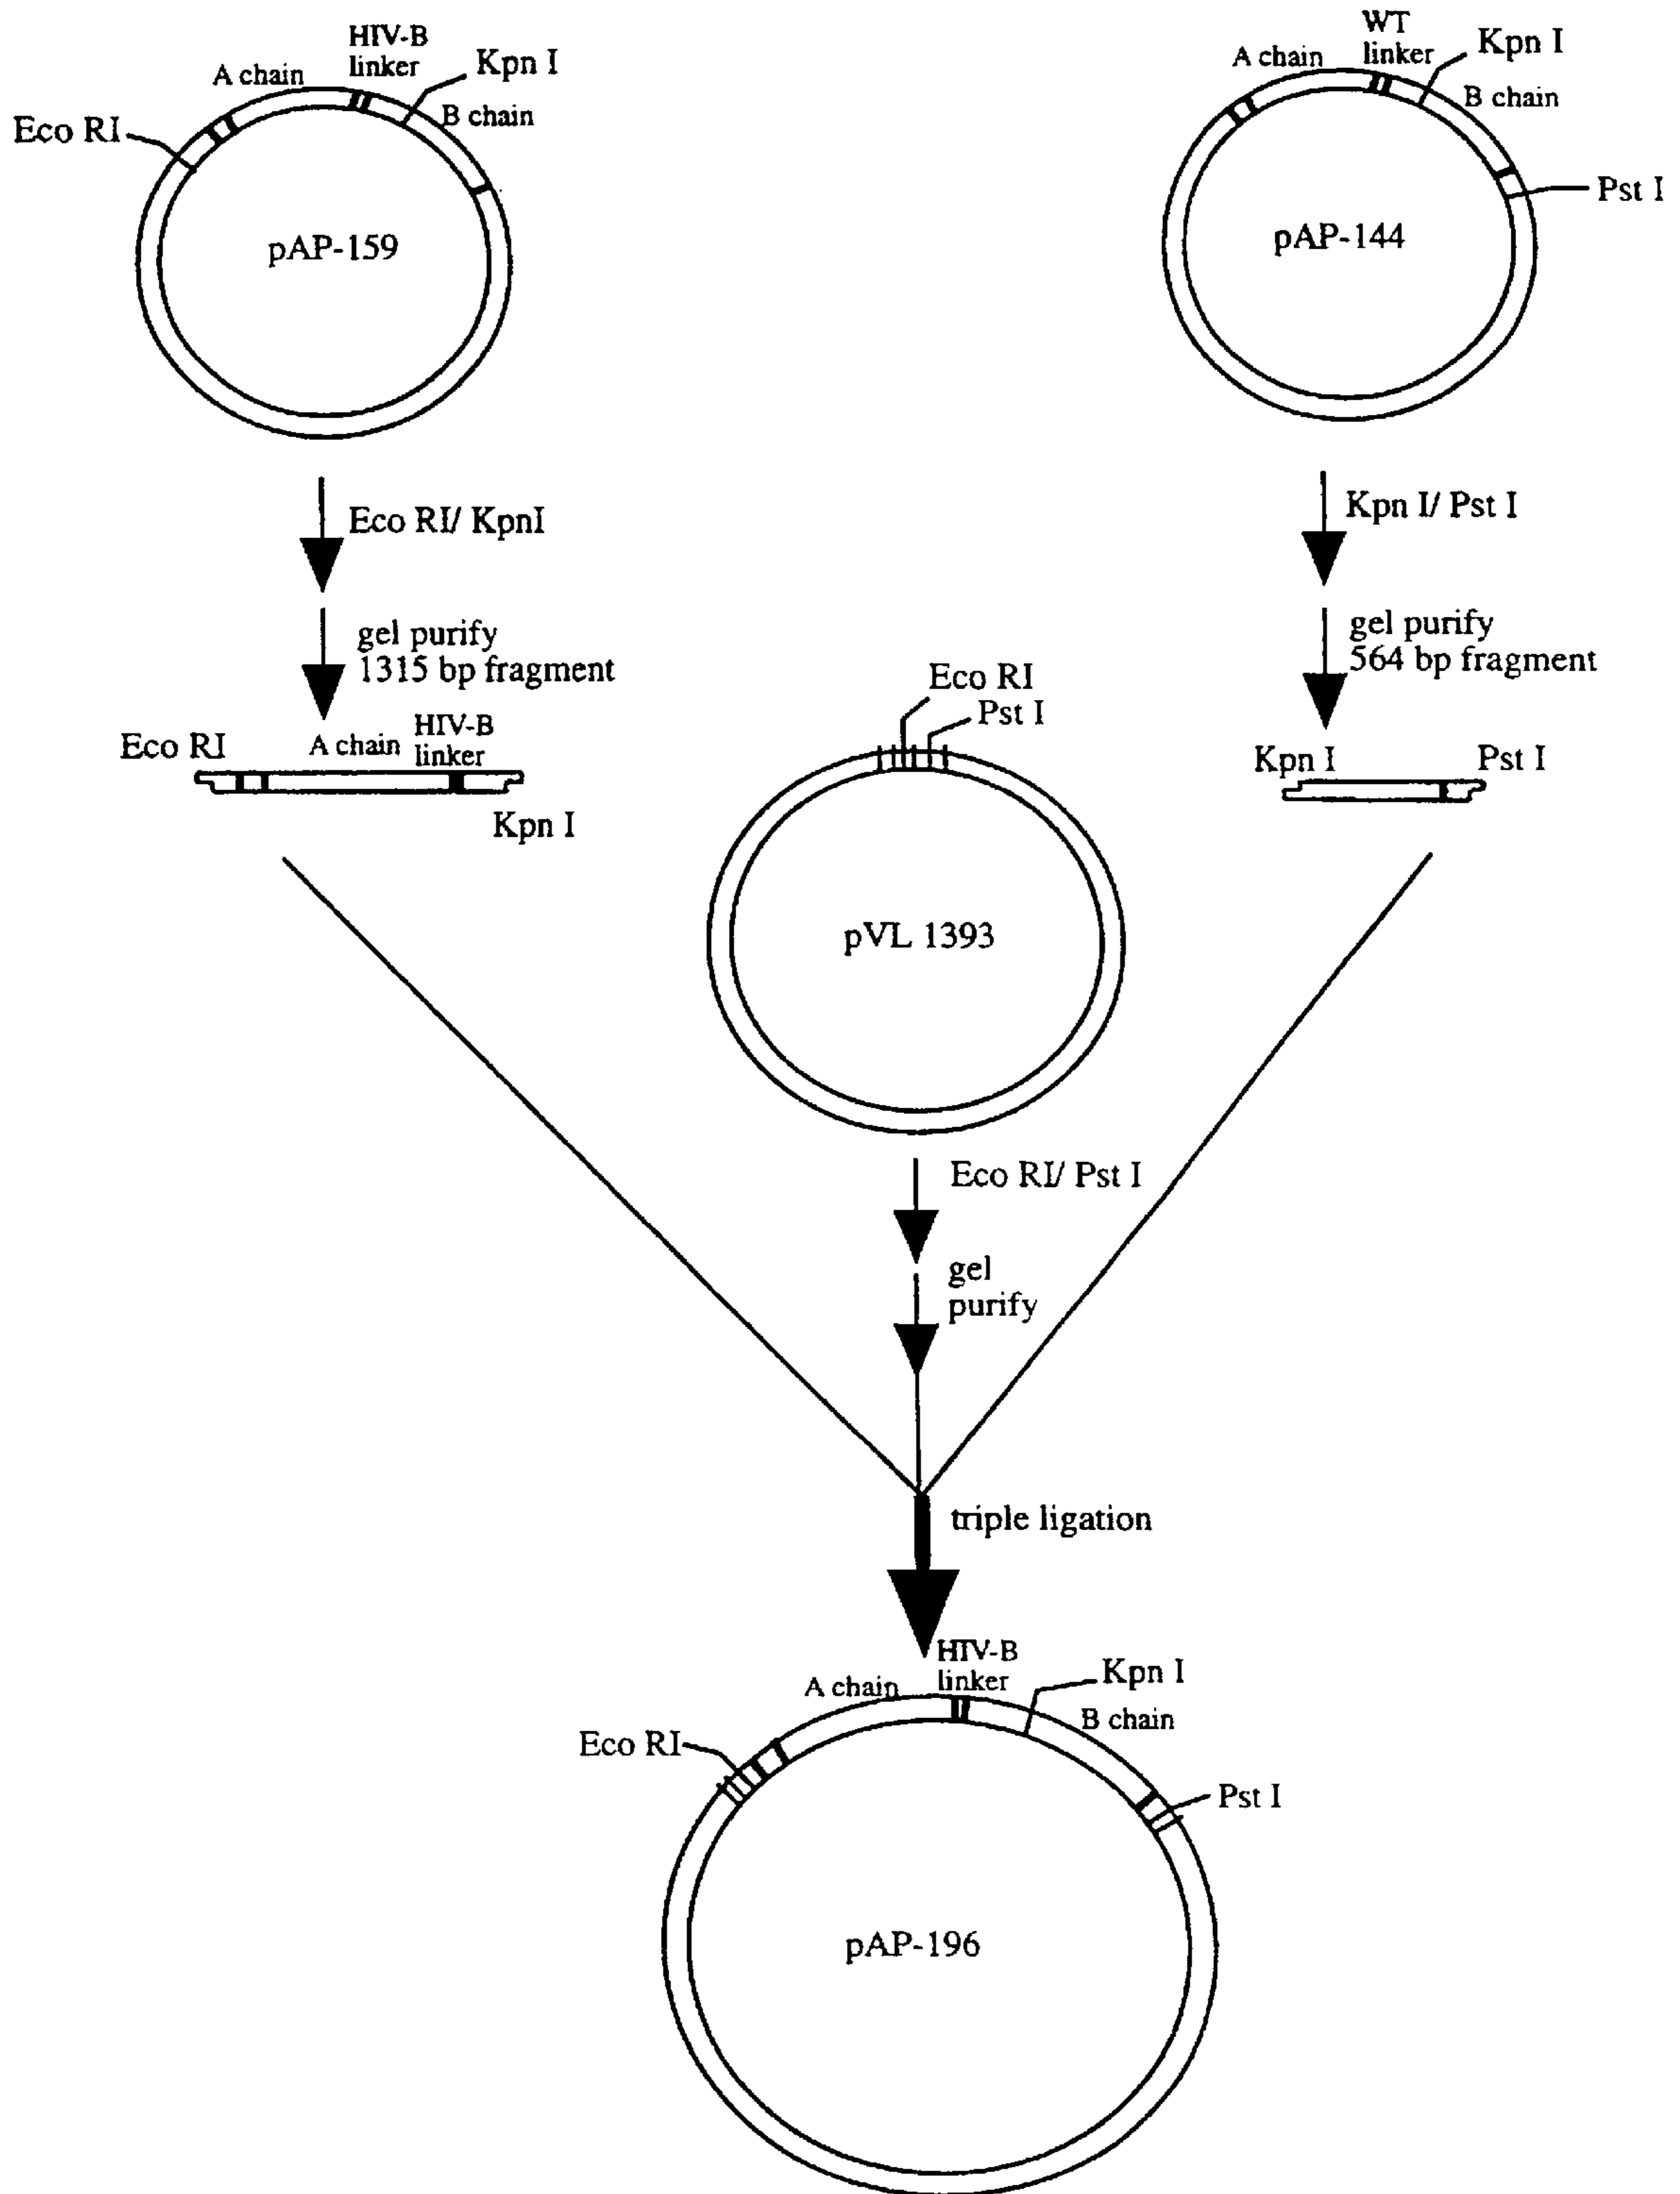 HIV-B
linker
A chain
Kpn I
B chain
Eco RI
pAP-159
WT
linker
A chain
Kpn I
B chain
Pst I
pAP-144
Eco RI/ KpnI
gel purify
1315 bp fragment
Kpn I/ Pst I
gel purify
564 bp fragment
Eco RI
A chain
HIV-B
linker
Kpn I
Kpn I
Pst I
Eco RI
Pst I
pVL 1393
Eco RI/ Pst I
gel
purify
triple ligation
HIV-B
linker
A chain
Kpn I
B chain
Eco RI
Pst I
pAP-196